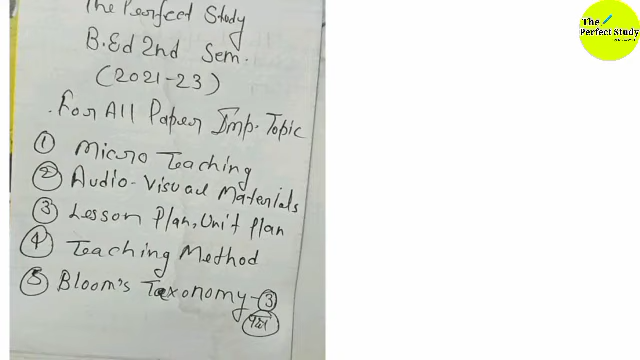 The Perfect Study
B.Ed 2nd Sem.
(2021-23)
For All Paper Imp. Topic
① Micro Teaching
② Audio-Visual Materials
③ Lesson Plan, Unit Plan
④ Teaching Method
⑤ Bloom's Taxonomy-③
पक्ष
The
Perfect Study